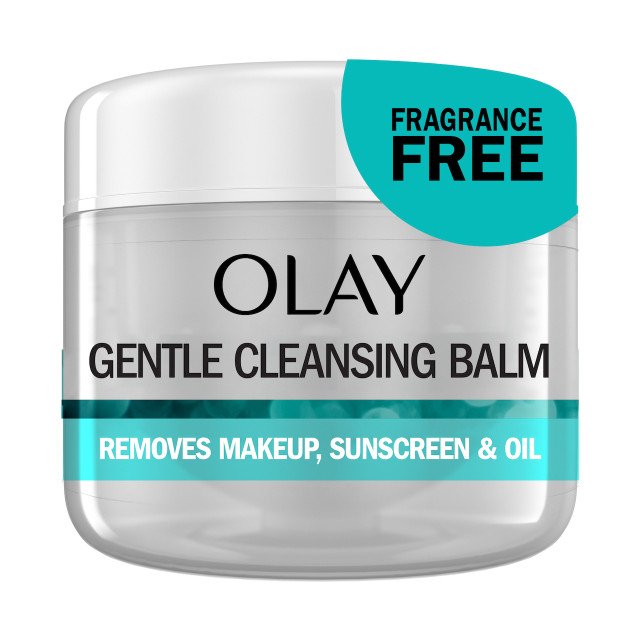 FRAGRANCE
FREE
OLAY
GENTLE CLEANSING BALM
REMOVES MAKEUP, SUNSCREEN & OIL